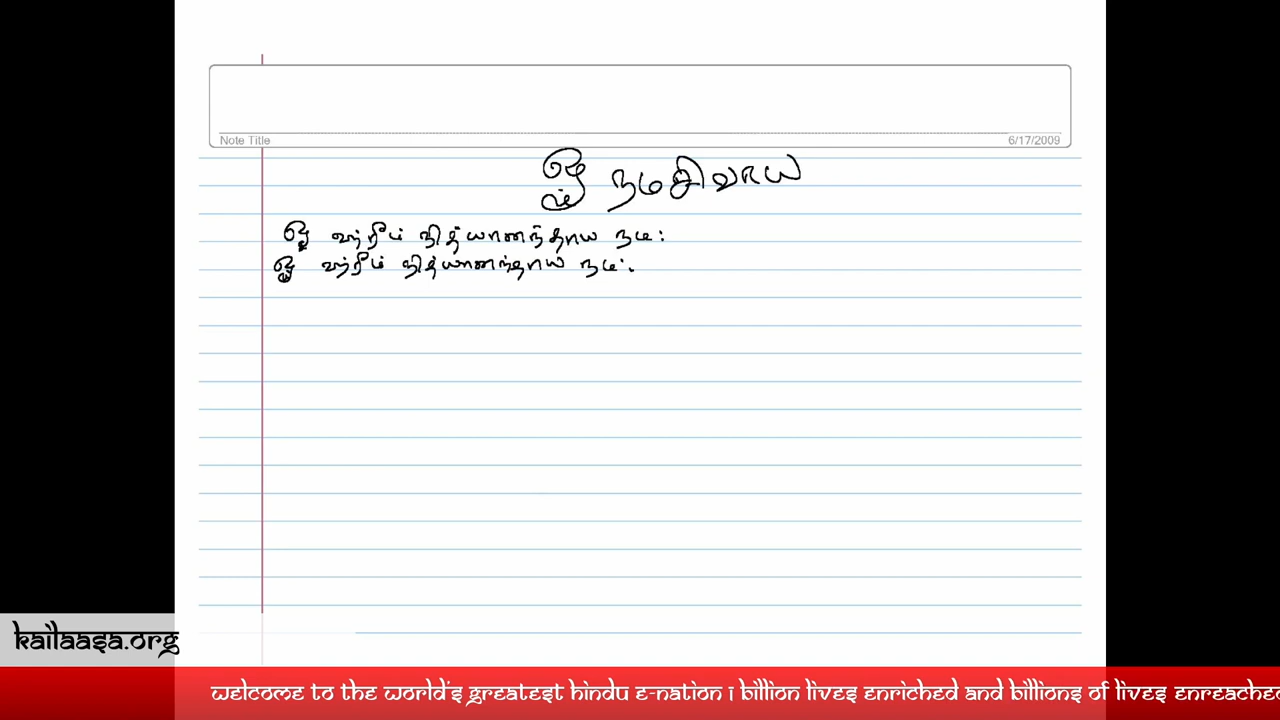 Note Title
6/17/2009
ஓம் நமசிவாய
ஓம் ஹ்ரீம் நித்யானந்தாய நம:
ஓம் ஹ்ரீம் நித்யானந்தாய நம:
kailaasa.org
welcome to the world's greatest hindu e-nation 1 billion lives enriched and billions of lives enreached